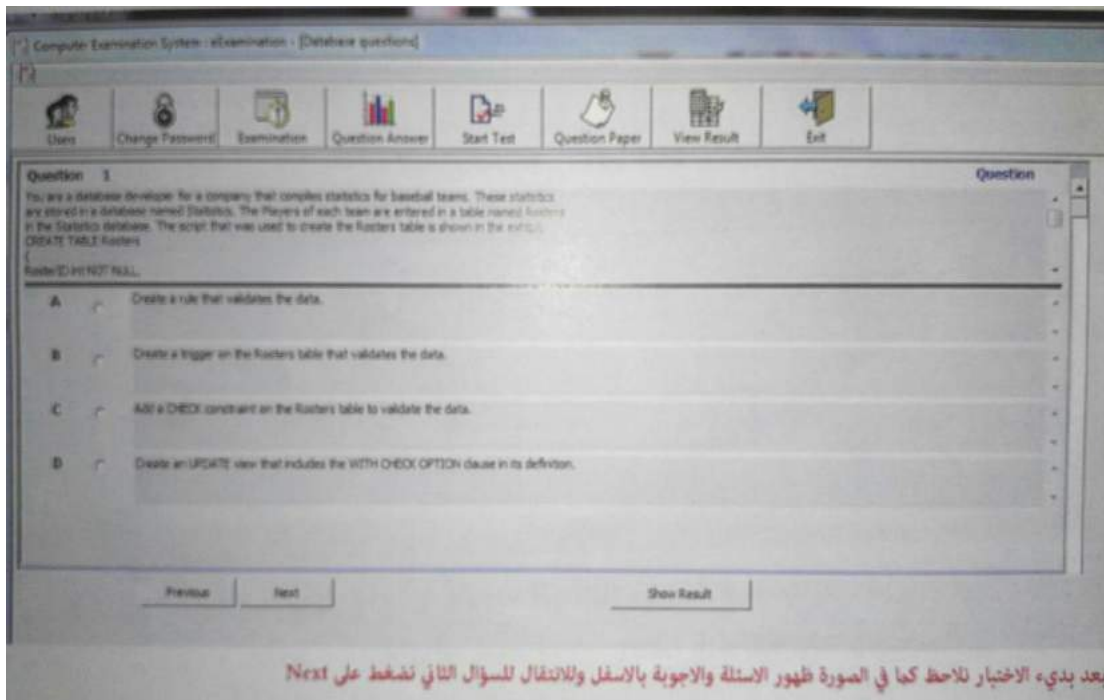 Computer Examination System : eExamination - [Database questions]
Users
Change Password
Examination
Question Answer
Start Test
Question Paper
View Result
Exit
Question 1
Question
You are a database developer for a company that compiles statistics for baseball teams. These statistics
are stored in a database named Statistics. The Players of each team are entered in a table named Rosters
in the Statistics database. The script that was used to create the Rosters table is shown in the exhibit.
CREATE TABLE Rosters
(
RosterID int NOT NULL,
A
Create a rule that validates the data.
B
Create a trigger on the Rosters table that validates the data.
C
Add a CHECK constraint on the Rosters table to validate the data.
D
Create an UPDATE view that includes the WITH CHECK OPTION clause in its definition.
Previous
Next
Show Result
بعد بديء الاختبار نلاحظ كما في الصورة ظهور الاسئلة والاجوبة بالاسفل وللانتقال للسؤال الثاني نضغط على Next